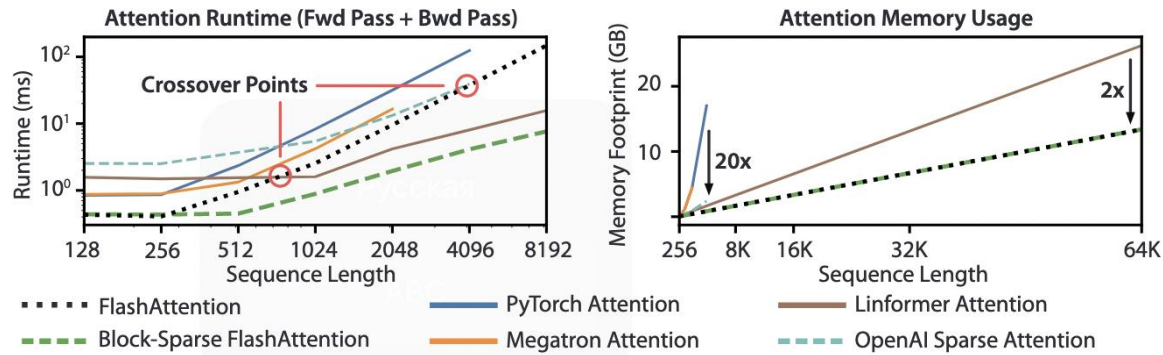 Attention Runtime (Fwd Pass + Bwd Pass)
Attention Memory Usage
Runtime (ms)
10²
10¹
10⁰
Crossover Points
Русская
128 256 512 1024 2048 4096 8192
Sequence Length
Memory Footprint (GB)
20
10
20x
2x
256 8K 16K 32K 64K
Sequence Length
ABC
FlashAttention
PyTorch Attention
Linformer Attention
Block-Sparse FlashAttention
Megatron Attention
OpenAI Sparse Attention